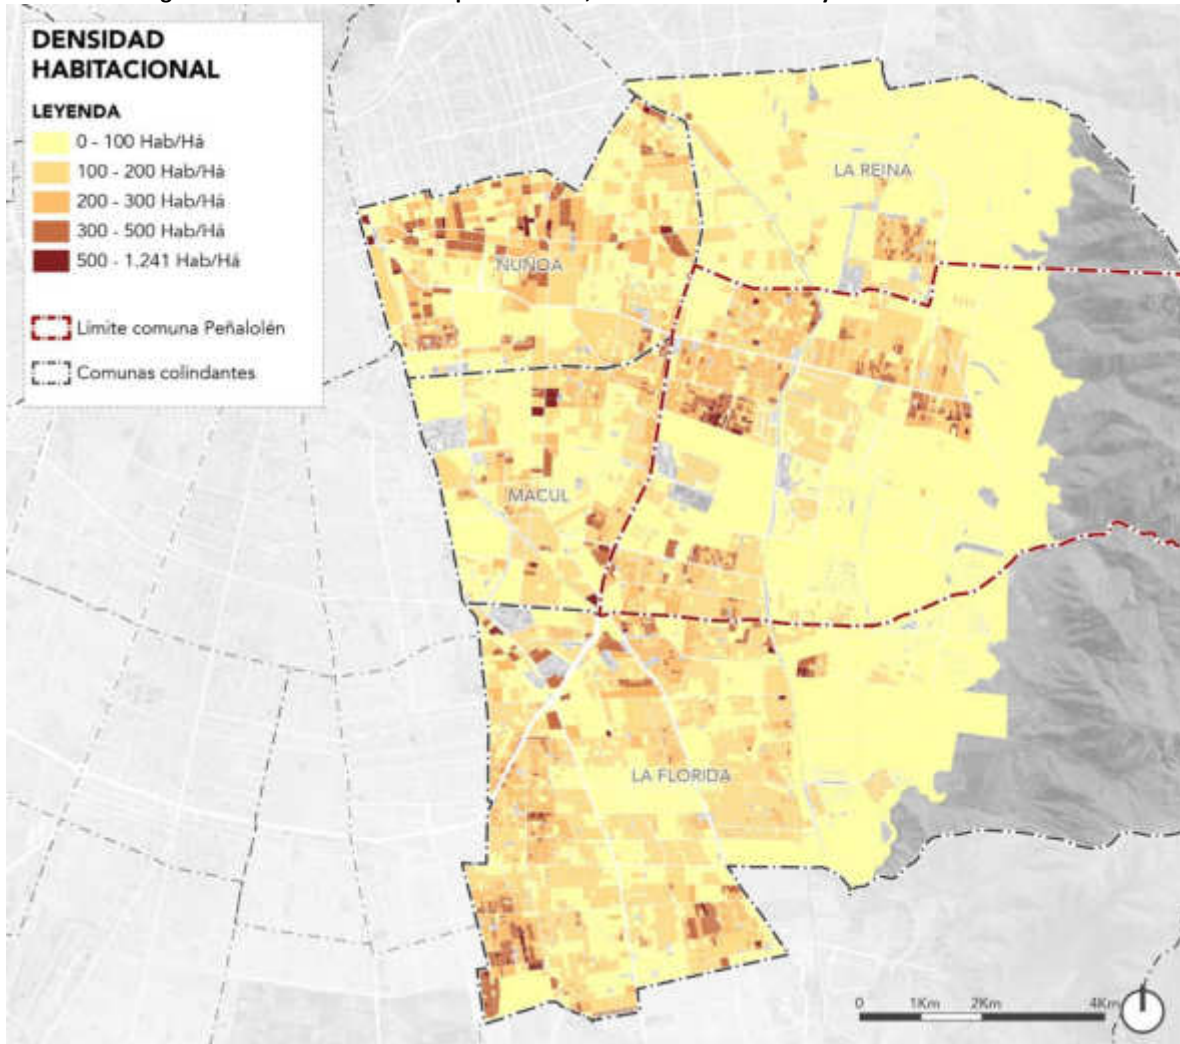 DENSIDAD
HABITACIONAL
LEYENDA
0 - 100 Hab/Há
100 - 200 Hab/Há
200 - 300 Hab/Há
300 - 500 Hab/Há
500 - 1.241 Hab/Há
Límite comuna Peñalolén
Comunas colindantes
LA REINA
ÑUÑOA
MACUL
LA FLORIDA
0 1Km 2Km 4Km